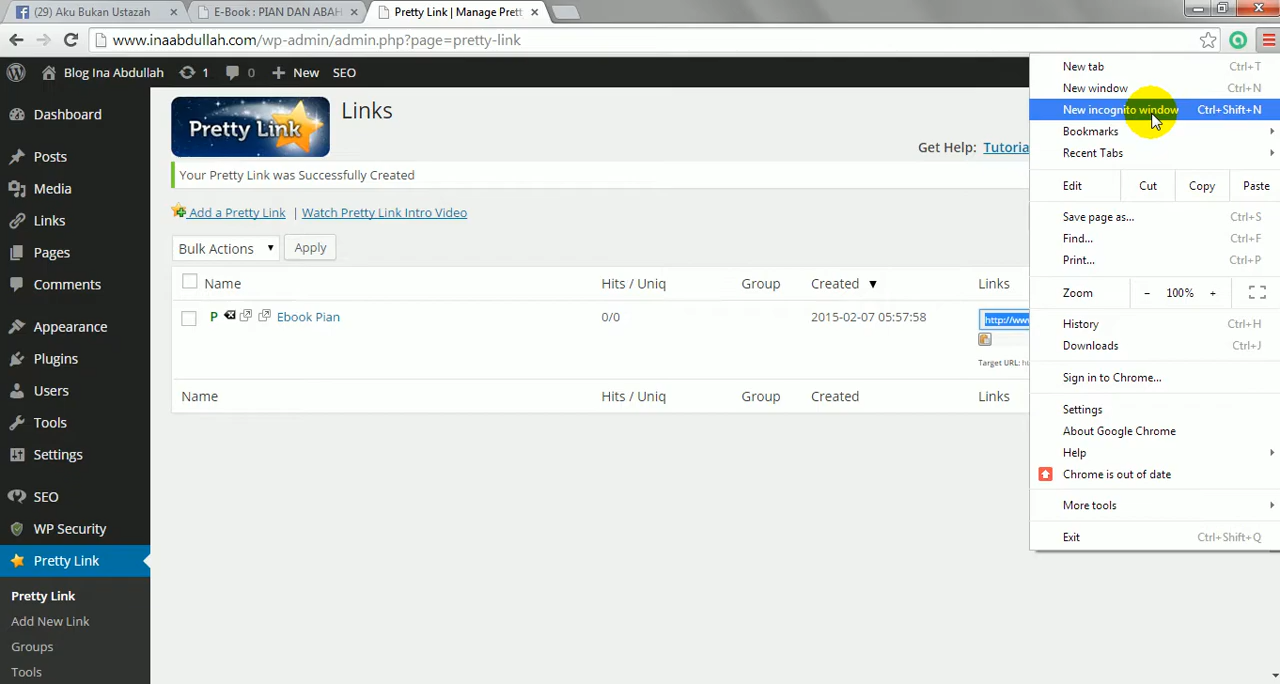 (29) Aku Bukan Ustazah
E-Book : PIAN DAN ABAH
Pretty Link | Manage Prett
www.inaabdullah.com/wp-admin/admin.php?page=pretty-link
Blog Ina Abdullah 1 0 New SEO
Dashboard
Posts
Media
Links
Pages
Comments
Appearance
Plugins
Users
Tools
Settings
SEO
WP Security
Pretty Link
Pretty Link
Add New Link
Groups
Tools
Pretty Link
Links
Get Help: Tutoria
Your Pretty Link was Successfully Created
Add a Pretty Link | Watch Pretty Link Intro Video
Bulk Actions Apply
Name Hits / Uniq Group Created Links
P Ebook Pian 0/0 2015-02-07 05:57:58 http://ww
Target URL:
Name Hits / Uniq Group Created Links
New tab Ctrl+T
New window Ctrl+N
New incognito window Ctrl+Shift+N
Bookmarks
Recent Tabs
Edit Cut Copy Paste
Save page as... Ctrl+S
Find... Ctrl+F
Print... Ctrl+P
Zoom − 100% +
History Ctrl+H
Downloads Ctrl+J
Sign in to Chrome...
Settings
About Google Chrome
Help
Chrome is out of date
More tools
Exit Ctrl+Shift+Q